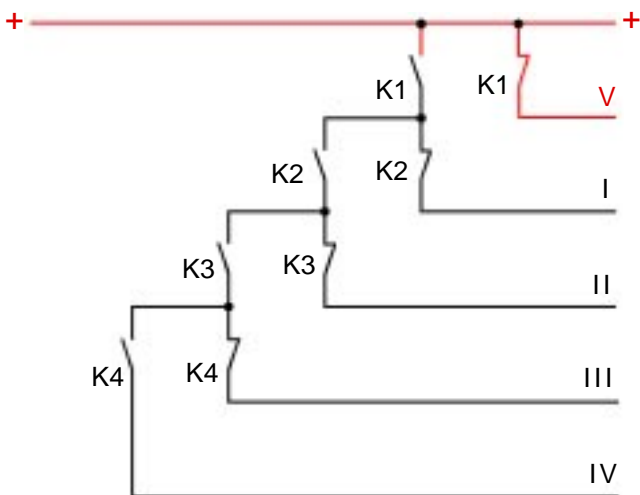 + +
K1 K1 V
K2 K2 I
K3 K3 II
K4 K4 III
IV